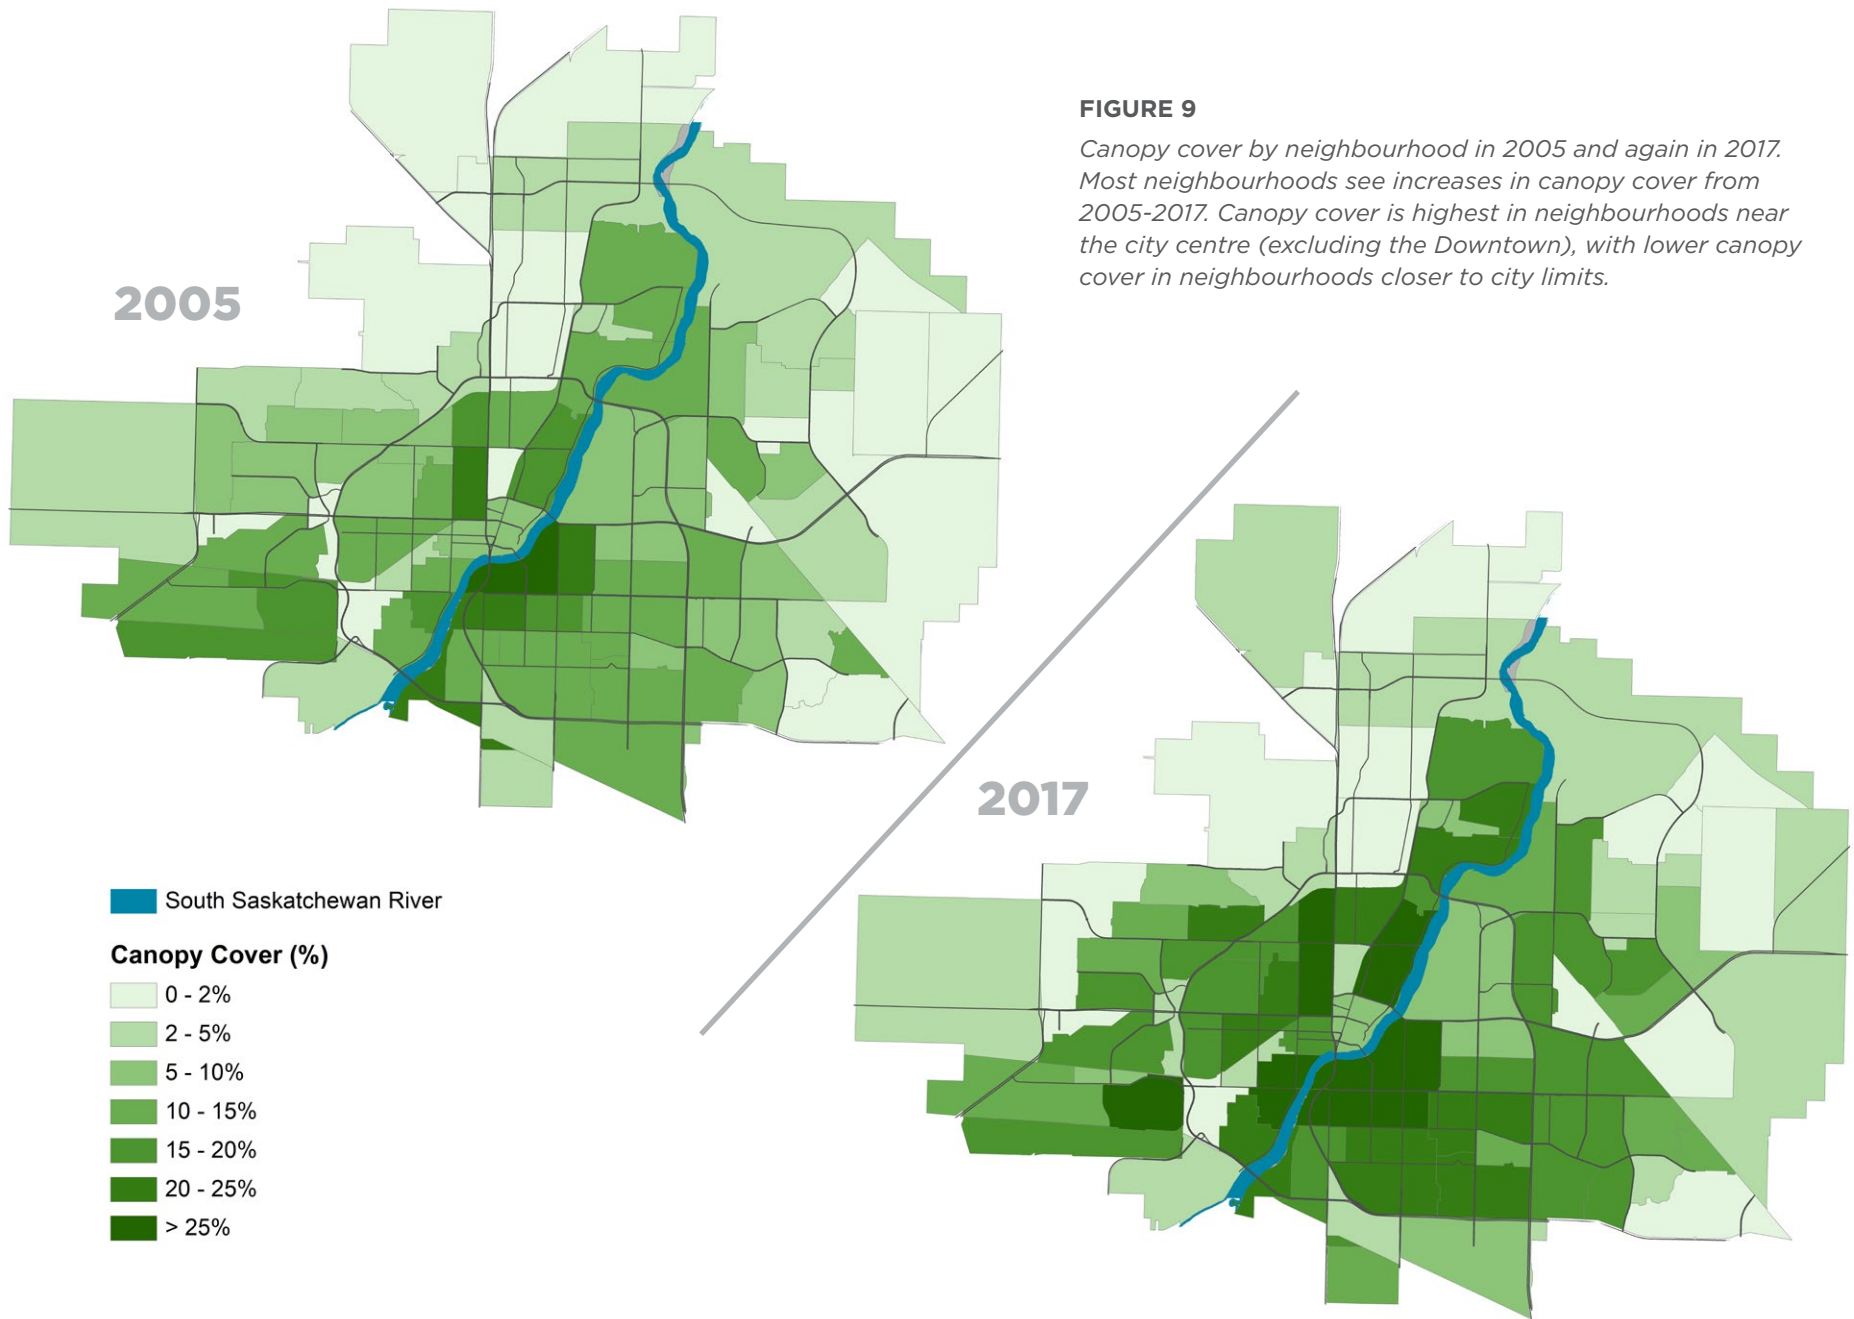 FIGURE 9
Canopy cover by neighbourhood in 2005 and again in 2017.
Most neighbourhoods see increases in canopy cover from
2005-2017. Canopy cover is highest in neighbourhoods near
the city centre (excluding the Downtown), with lower canopy
cover in neighbourhoods closer to city limits.
2005
2017
South Saskatchewan River
Canopy Cover (%)
0 - 2%
2 - 5%
5 - 10%
10 - 15%
15 - 20%
20 - 25%
> 25%